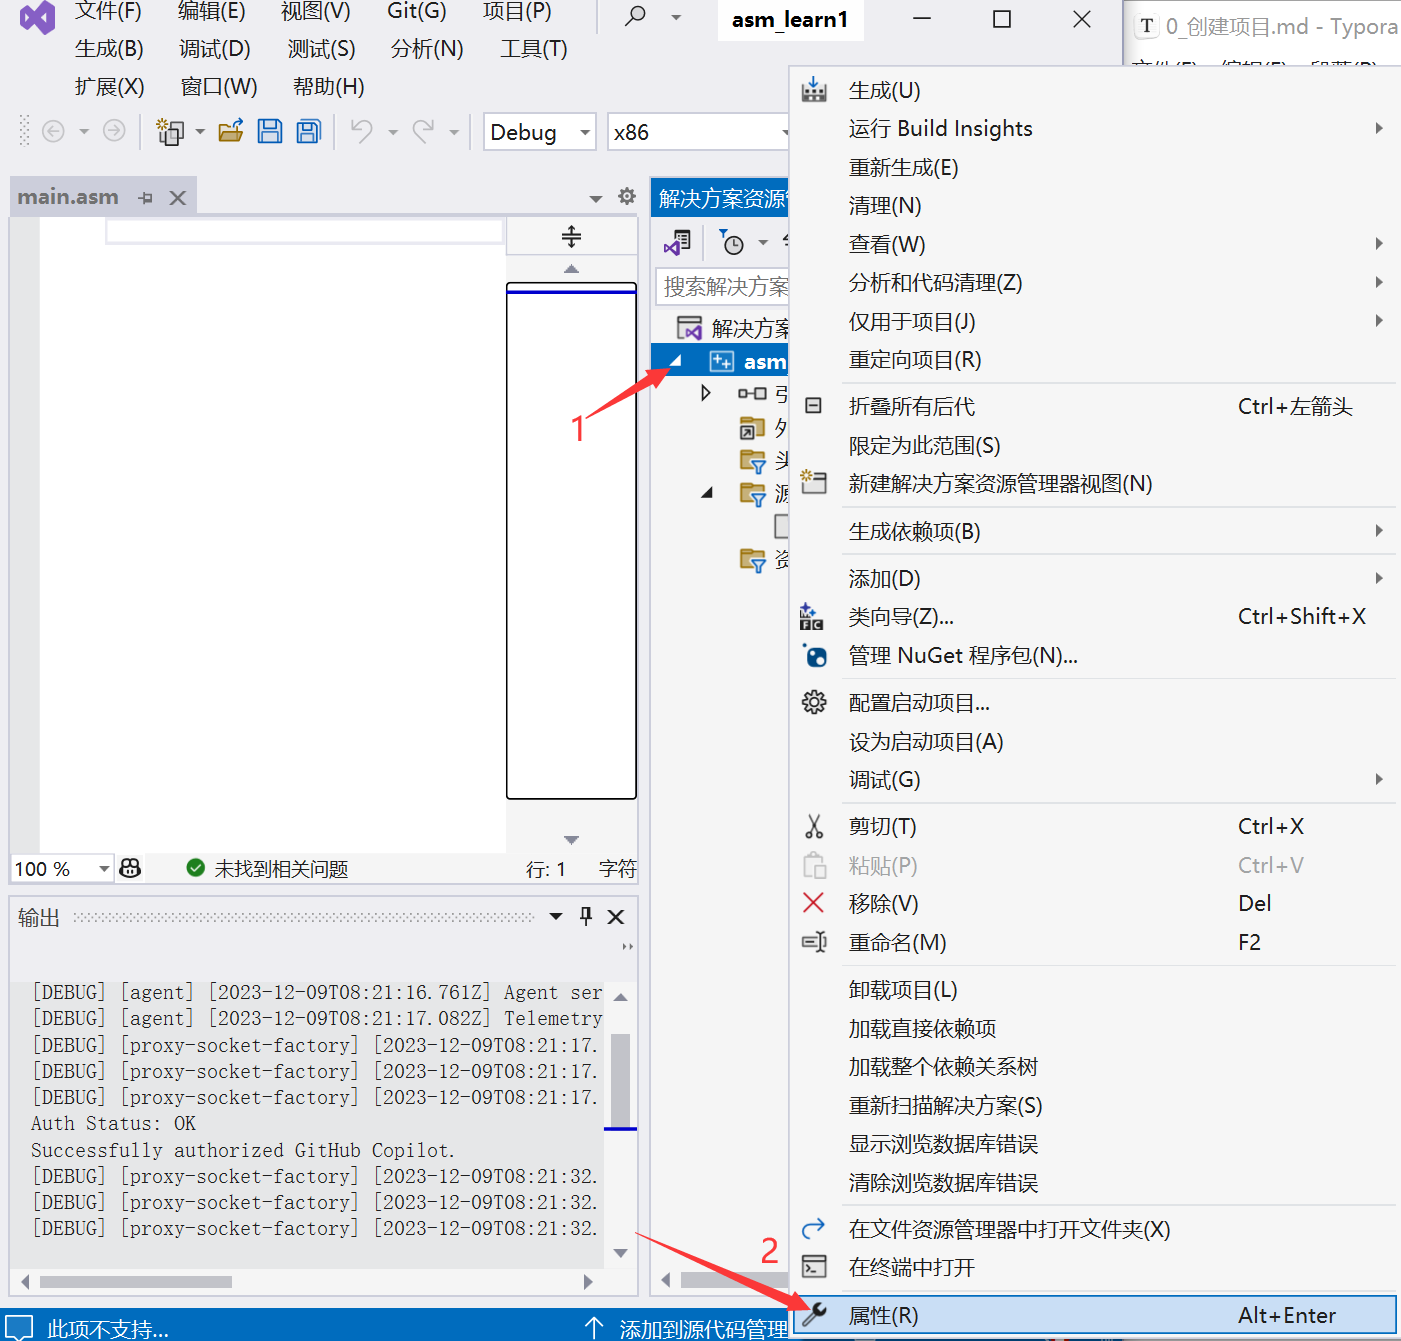 文件(F) 编辑(E) 视图(V) Git(G) 项目(P)
asm_learn1
生成(B) 调试(D) 测试(S) 分析(N) 工具(T)
扩展(X) 窗口(W) 帮助(H)
T 0_创建项目.md - Typora
Debug x86
main.asm
解决方案资源管
搜索解决方案
解决方案
asm_
引
外
头
源
资
1
100 %
未找到相关问题
行: 1 字符
输出
[DEBUG] [agent] [2023-12-09T08:21:16.761Z] Agent ser
[DEBUG] [agent] [2023-12-09T08:21:17.082Z] Telemetry
[DEBUG] [proxy-socket-factory] [2023-12-09T08:21:17.
[DEBUG] [proxy-socket-factory] [2023-12-09T08:21:17.
[DEBUG] [proxy-socket-factory] [2023-12-09T08:21:17.
Auth Status: OK
Successfully authorized GitHub Copilot.
[DEBUG] [proxy-socket-factory] [2023-12-09T08:21:32.
[DEBUG] [proxy-socket-factory] [2023-12-09T08:21:32.
[DEBUG] [proxy-socket-factory] [2023-12-09T08:21:32.
2
此项不支持...
添加到源代码管理
生成(U)
运行 Build Insights
重新生成(E)
清理(N)
查看(W)
分析和代码清理(Z)
仅用于项目(J)
重定向项目(R)
折叠所有后代 Ctrl+左箭头
限定为此范围(S)
新建解决方案资源管理器视图(N)
生成依赖项(B)
添加(D)
类向导(Z)... Ctrl+Shift+X
管理 NuGet 程序包(N)...
配置启动项目...
设为启动项目(A)
调试(G)
剪切(T) Ctrl+X
粘贴(P) Ctrl+V
移除(V) Del
重命名(M) F2
卸载项目(L)
加载直接依赖项
加载整个依赖关系树
重新扫描解决方案(S)
显示浏览数据库错误
清除浏览数据库错误
在文件资源管理器中打开文件夹(X)
在终端中打开
属性(R) Alt+Enter